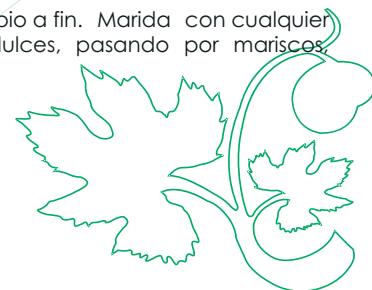 pio a fin. Marida con cualquier
dulces, pasando por mariscos,